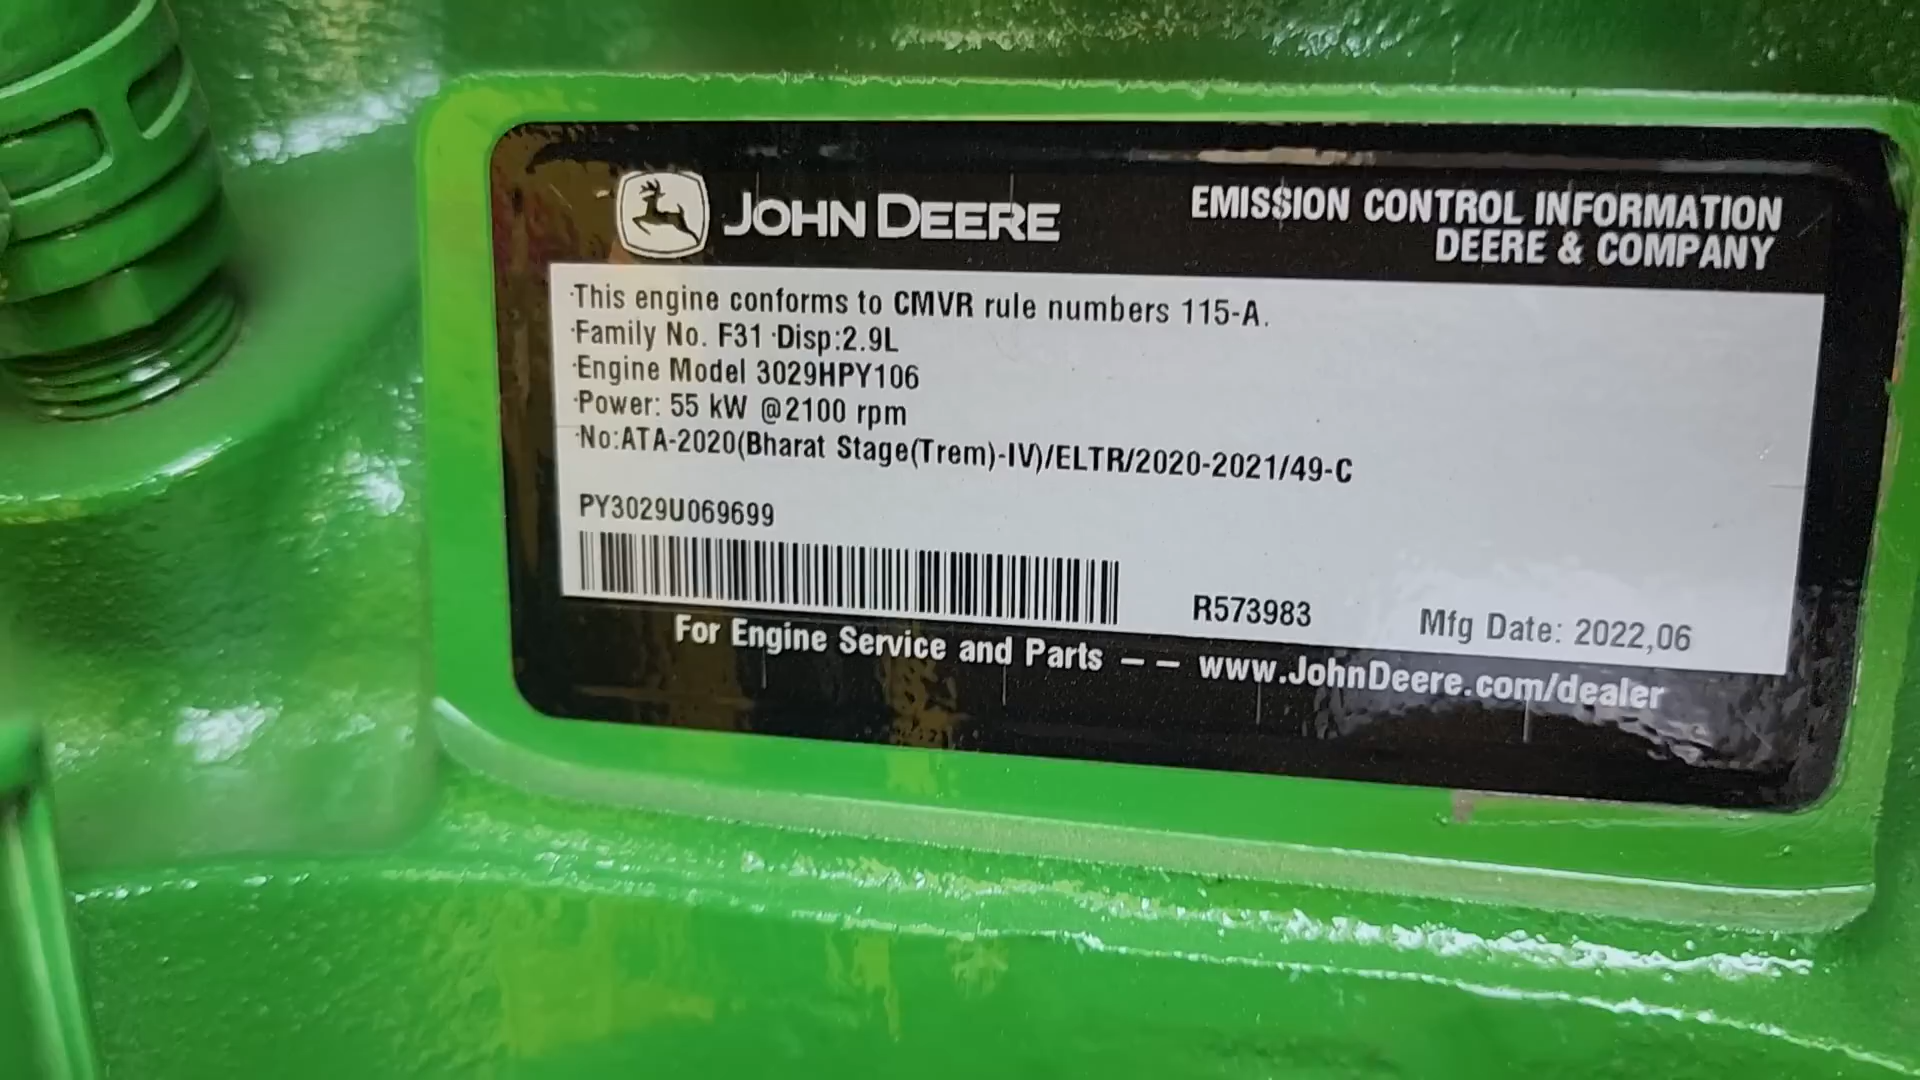 JOHN DEERE
EMISSION CONTROL INFORMATION
DEERE & COMPANY
·This engine conforms to CMVR rule numbers 115-A.
·Family No. F31 ·Disp:2.9L
·Engine Model 3029HPY106
·Power: 55 kW @2100 rpm
·No:ATA-2020(Bharat Stage(Trem)-IV)/ELTR/2020-2021/49-C
PY3029U069699
R573983 Mfg Date: 2022,06
For Engine Service and Parts – – www.JohnDeere.com/dealer